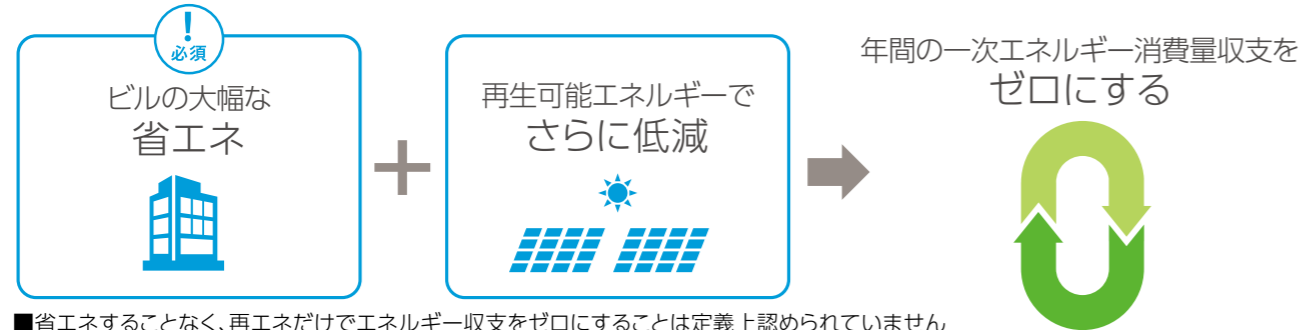 !
必須
ビルの大幅な
省エネ
再生可能エネルギーで
さらに低減
年間の一次エネルギー消費量収支を
ゼロにする
■省エネすることなく、再エネだけでエネルギー収支をゼロにすることは定義上認められていません